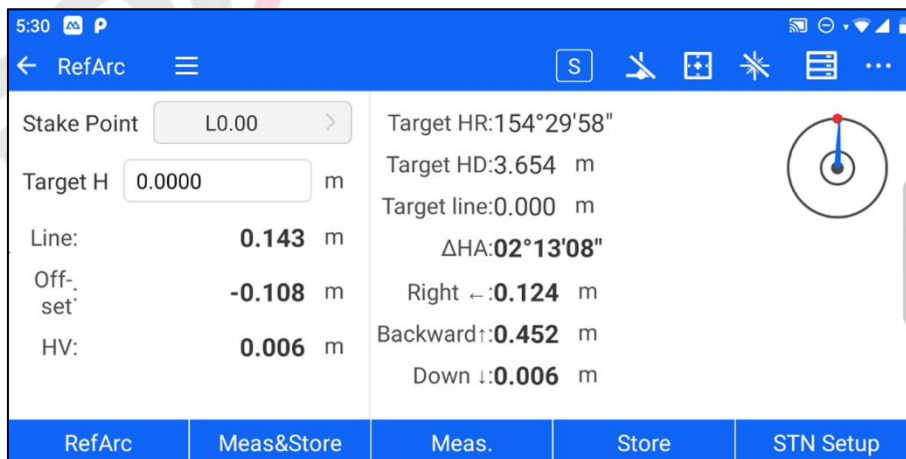 5:30
RefArc
S
Stake Point L0.00
Target H 0.0000 m
Line: 0.143 m
Off-set: -0.108 m
HV: 0.006 m
Target HR:154°29'58"
Target HD:3.654 m
Target line:0.000 m
ΔHA:02°13'08"
Right ←:0.124 m
Backward↑:0.452 m
Down ↓:0.006 m
RefArc Meas&Store Meas. Store STN Setup